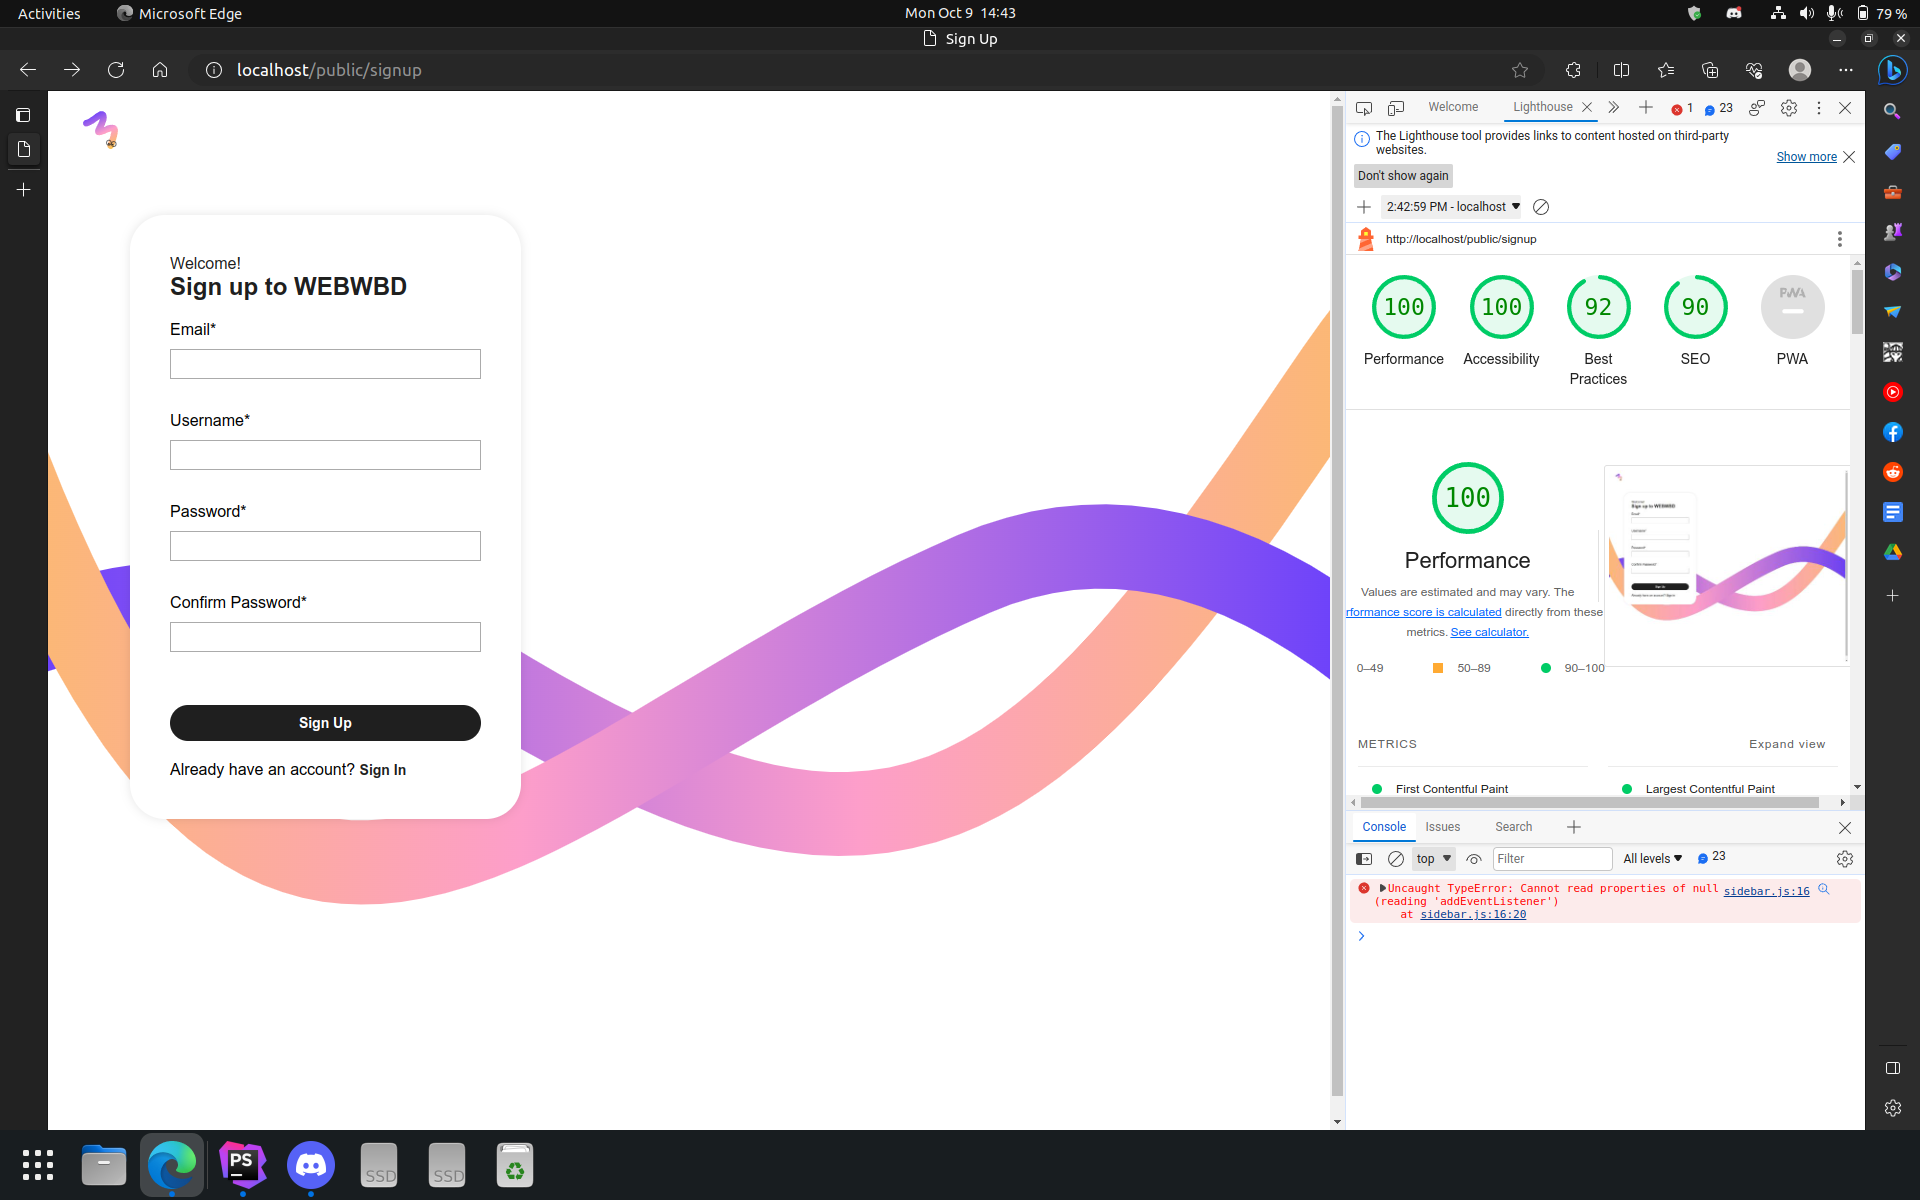 Activities
Microsoft Edge
Mon Oct 9 14:43
79 %
Sign Up
localhost/public/signup
Welcome!
Sign up to WEBWBD
Email*
Username*
Password*
Confirm Password*
Sign Up
Already have an account? Sign In
Welcome
Lighthouse
1
23
The Lighthouse tool provides links to content hosted on third-party
websites.
Show more
Don't show again
2:42:59 PM - localhost
http://localhost/public/signup
100
100
92
90
PWA
Performance
Accessibility
Best
Practices
SEO
PWA
100
Performance
Values are estimated and may vary. The
rformance score is calculated directly from these
metrics. See calculator.
0–49
50–89
90–100
METRICS
Expand view
First Contentful Paint
Largest Contentful Paint
Console
Issues
Search
top
Filter
All levels
23
Uncaught TypeError: Cannot read properties of null
sidebar.js:16
(reading 'addEventListener')
at sidebar.js:16:20
PS
SSD
SSD